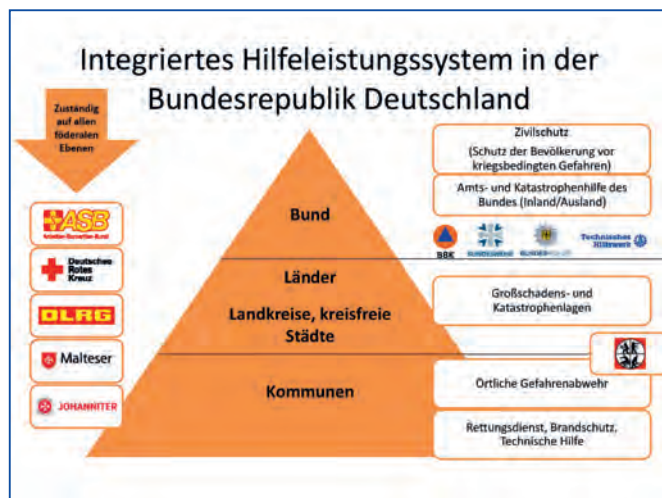 Integriertes Hilfeleistungssystem in der
Bundesrepublik Deutschland
Zuständig
auf allen
föderalen
Ebenen
ASB
Deutsches
Rotes
Kreuz
DLRG
Malteser
JOHANNITER
Bund
Länder
Landkreise, kreisfreie
Städte
Kommunen
Zivilschutz
(Schutz der Bevölkerung vor
kriegsbedingten Gefahren)
Amts- und Katastrophenhilfe des
Bundes (Inland/Ausland)
BBK
Technisches
Hilfswerk
Großschadens- und
Katastrophenlagen
Örtliche Gefahrenabwehr
Rettungsdienst, Brandschutz,
Technische Hilfe